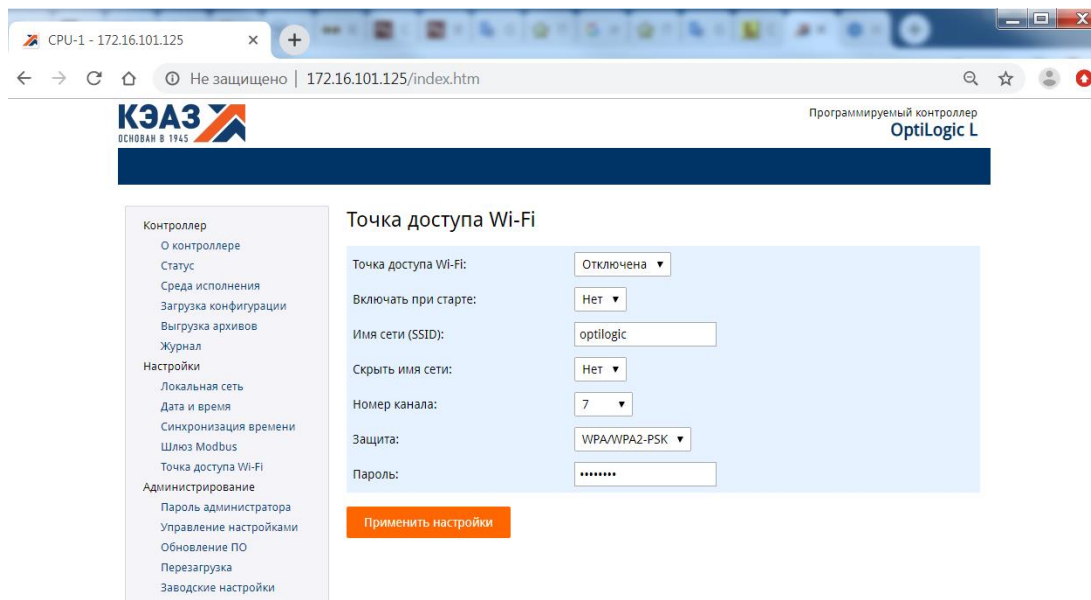 CPU-1 - 172.16.101.125
Не защищено | 172.16.101.125/index.htm
КЭАЗ
ОСНОВАН В 1945
Программируемый контроллер
OptiLogic L
Контроллер
О контроллере
Статус
Среда исполнения
Загрузка конфигурации
Выгрузка архивов
Журнал
Настройки
Локальная сеть
Дата и время
Синхронизация времени
Шлюз Modbus
Точка доступа Wi-Fi
Администрирование
Пароль администратора
Управление настройками
Обновление ПО
Перезагрузка
Заводские настройки
Точка доступа Wi-Fi
Точка доступа Wi-Fi: Отключена
Включать при старте: Нет
Имя сети (SSID): optilogic
Скрыть имя сети: Нет
Номер канала: 7
Защита: WPA/WPA2-PSK
Пароль: ••••••••
Применить настройки